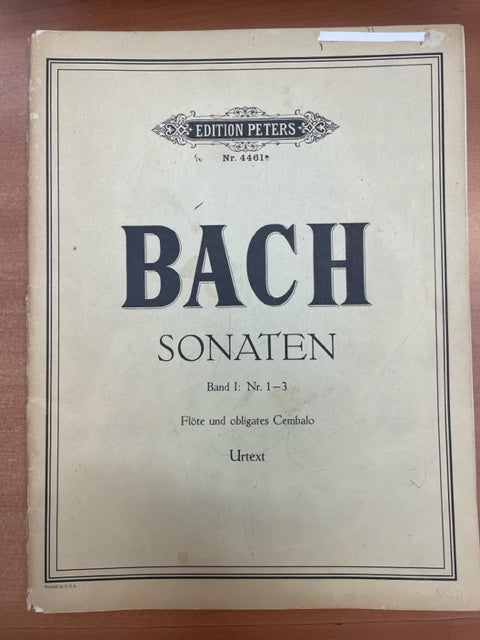 EDITION PETERS
Nr. 4461a
BACH
SONATEN
Band I: Nr. 1–3
Flöte und obligates Cembalo
Urtext
Printed in U.S.A.